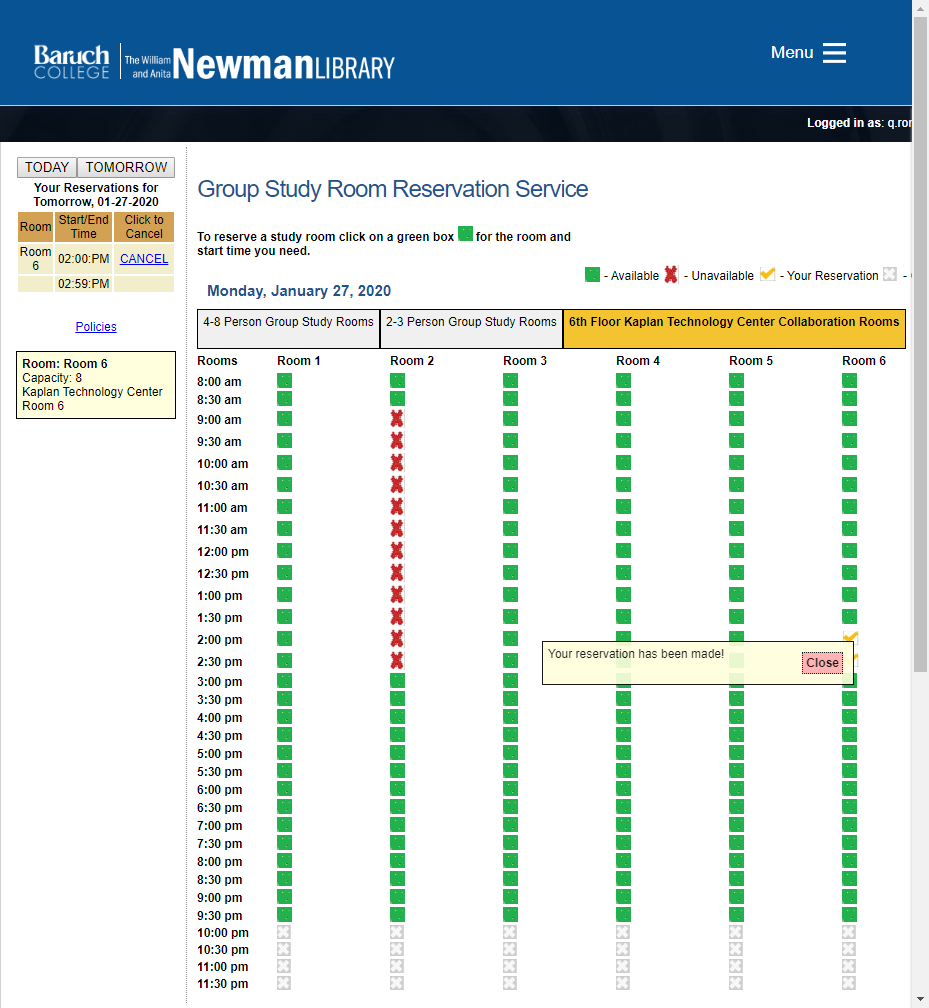 Baruch
COLLEGE
The William
and Anita
Newman LIBRARY
Menu
Logged in as: q.ror
TODAY TOMORROW
Your Reservations for
Tomorrow, 01-27-2020
Room Start/End Time Click to Cancel
Room 6 02:00:PM CANCEL
02:59:PM
Policies
Room: Room 6
Capacity: 8
Kaplan Technology Center
Room 6
Group Study Room Reservation Service
To reserve a study room click on a green box for the room and
start time you need.
- Available - Unavailable - Your Reservation -
Monday, January 27, 2020
4-8 Person Group Study Rooms 2-3 Person Group Study Rooms 6th Floor Kaplan Technology Center Collaboration Rooms
Rooms Room 1 Room 2 Room 3 Room 4 Room 5 Room 6
8:00 am
8:30 am
9:00 am
9:30 am
10:00 am
10:30 am
11:00 am
11:30 am
12:00 pm
12:30 pm
1:00 pm
1:30 pm
2:00 pm
Your reservation has been made!
Close
2:30 pm
3:00 pm
3:30 pm
4:00 pm
4:30 pm
5:00 pm
5:30 pm
6:00 pm
6:30 pm
7:00 pm
7:30 pm
8:00 pm
8:30 pm
9:00 pm
9:30 pm
10:00 pm
10:30 pm
11:00 pm
11:30 pm